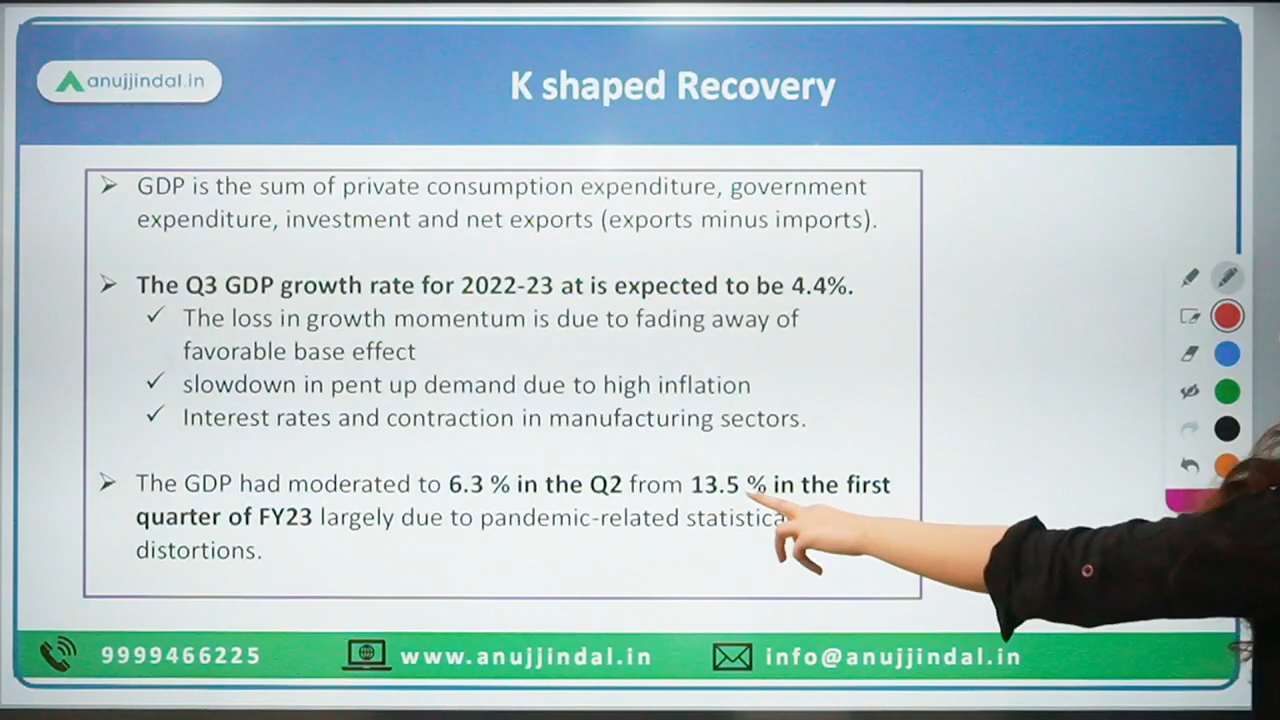 anujjindal.in
K shaped Recovery
GDP is the sum of private consumption expenditure, government
expenditure, investment and net exports (exports minus imports).
The Q3 GDP growth rate for 2022-23 at is expected to be 4.4%.
The loss in growth momentum is due to fading away of
favorable base effect
slowdown in pent up demand due to high inflation
Interest rates and contraction in manufacturing sectors.
The GDP had moderated to 6.3 % in the Q2 from 13.5 % in the first
quarter of FY23 largely due to pandemic-related
distortions.
9999466225
www.anujjindal.in
info@anujjindal.in